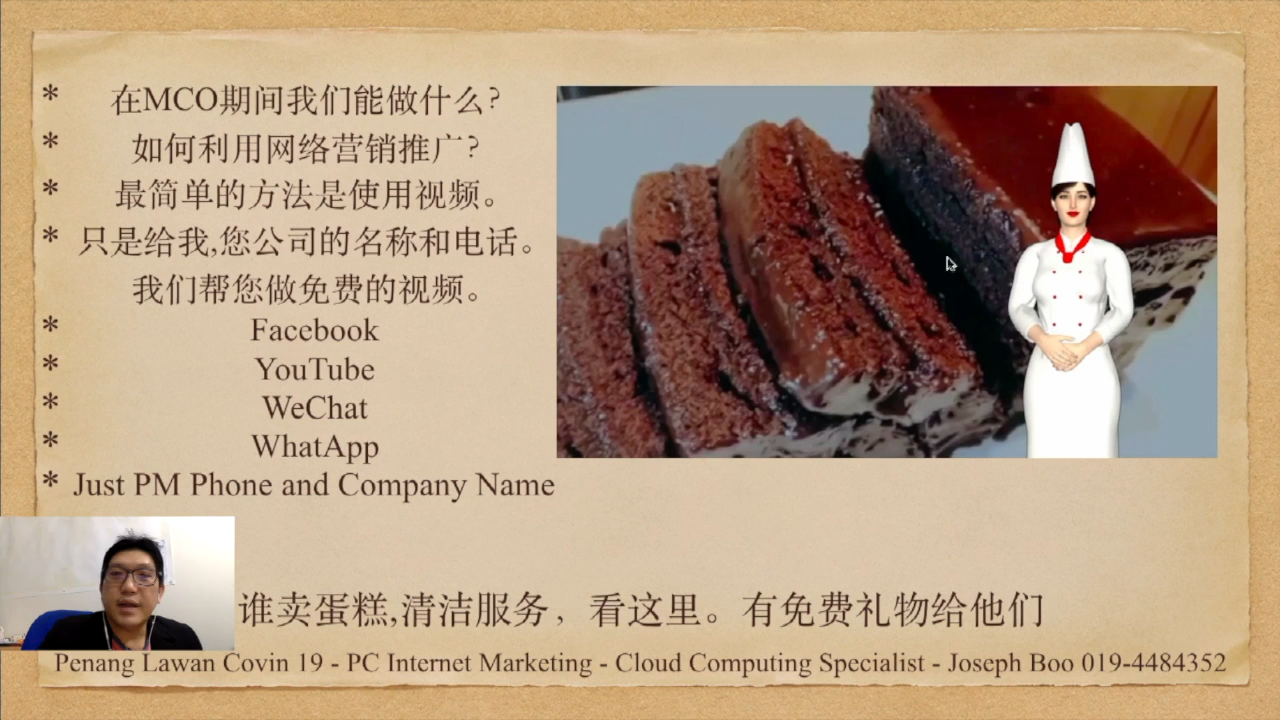 * 在MCO期间我们能做什么?
* 如何利用网络营销推广?
* 最简单的方法是使用视频。
* 只是给我,您公司的名称和电话。
我们帮您做免费的视频。
* Facebook
* YouTube
* WeChat
* WhatApp
* Just PM Phone and Company Name
谁卖蛋糕,清洁服务，看这里。有免费礼物给他们
Penang Lawan Covin 19 - PC Internet Marketing - Cloud Computing Specialist - Joseph Boo 019-4484352